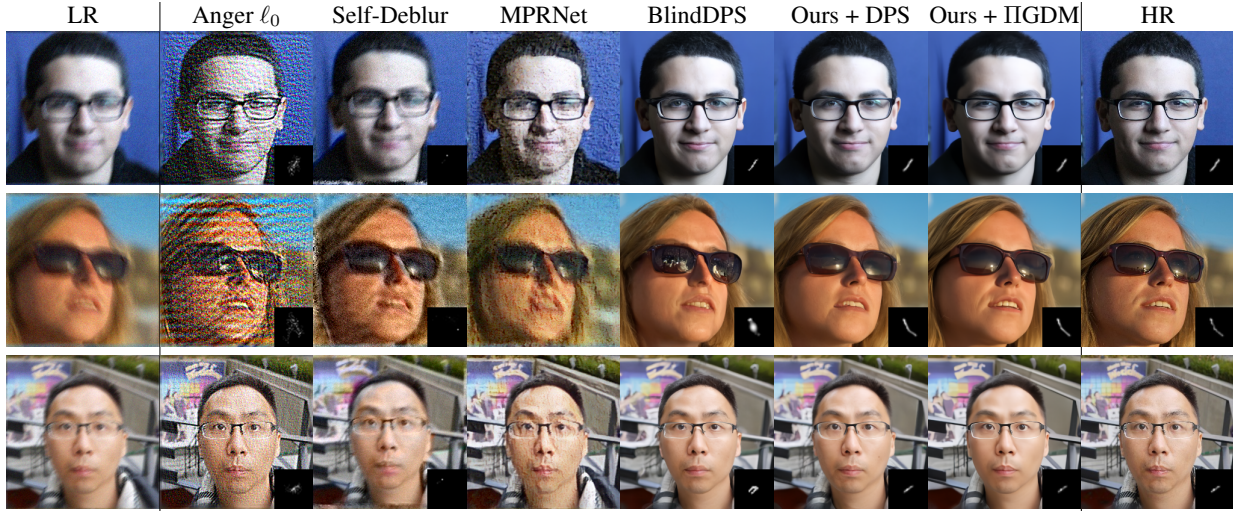 LR Anger ℓ0 Self-Deblur MPRNet BlindDPS Ours + DPS Ours + ΠGDM HR